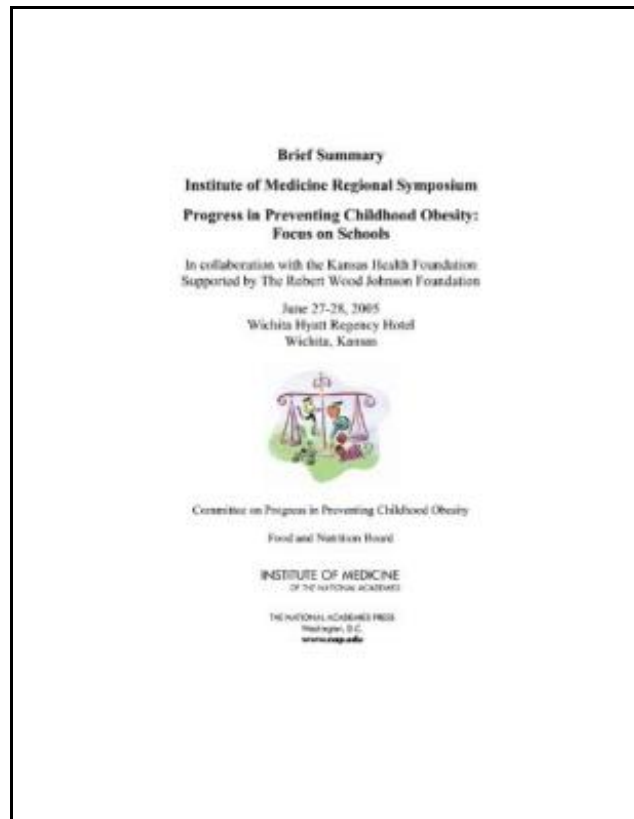 Brief Summary
Institute of Medicine Regional Symposium
Progress in Preventing Childhood Obesity:
Focus on Schools
In collaboration with the Kansas Health Foundation
Supported by The Robert Wood Johnson Foundation
June 27-28, 2005
Wichita Hyatt Regency Hotel
Wichita, Kansas
Committee on Progress in Preventing Childhood Obesity
Food and Nutrition Board
INSTITUTE OF MEDICINE
OF THE NATIONAL ACADEMIES
THE NATIONAL ACADEMIES PRESS
Washington, D.C.
www.nap.edu